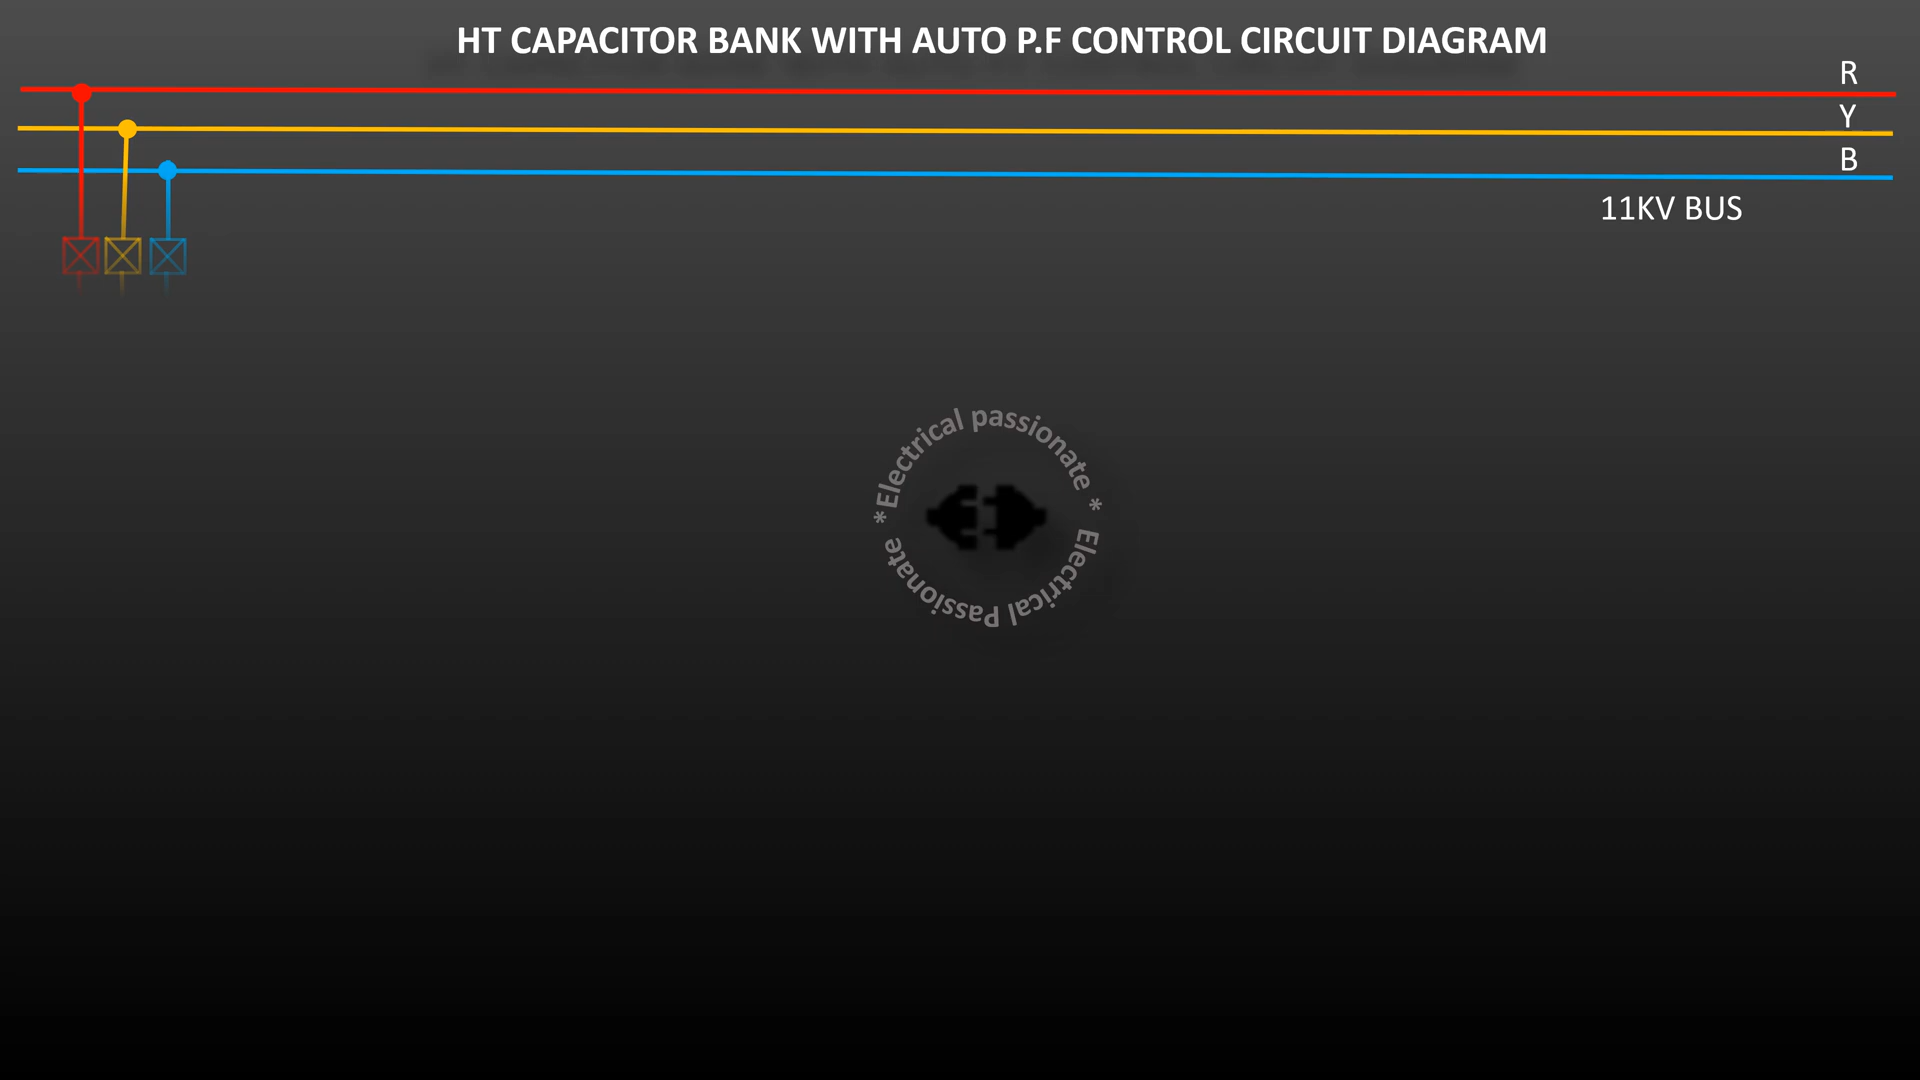 HT CAPACITOR BANK WITH AUTO P.F CONTROL CIRCUIT DIAGRAM
R
Y
B
11KV BUS
*Electrical passionate *
Electrical Passionate